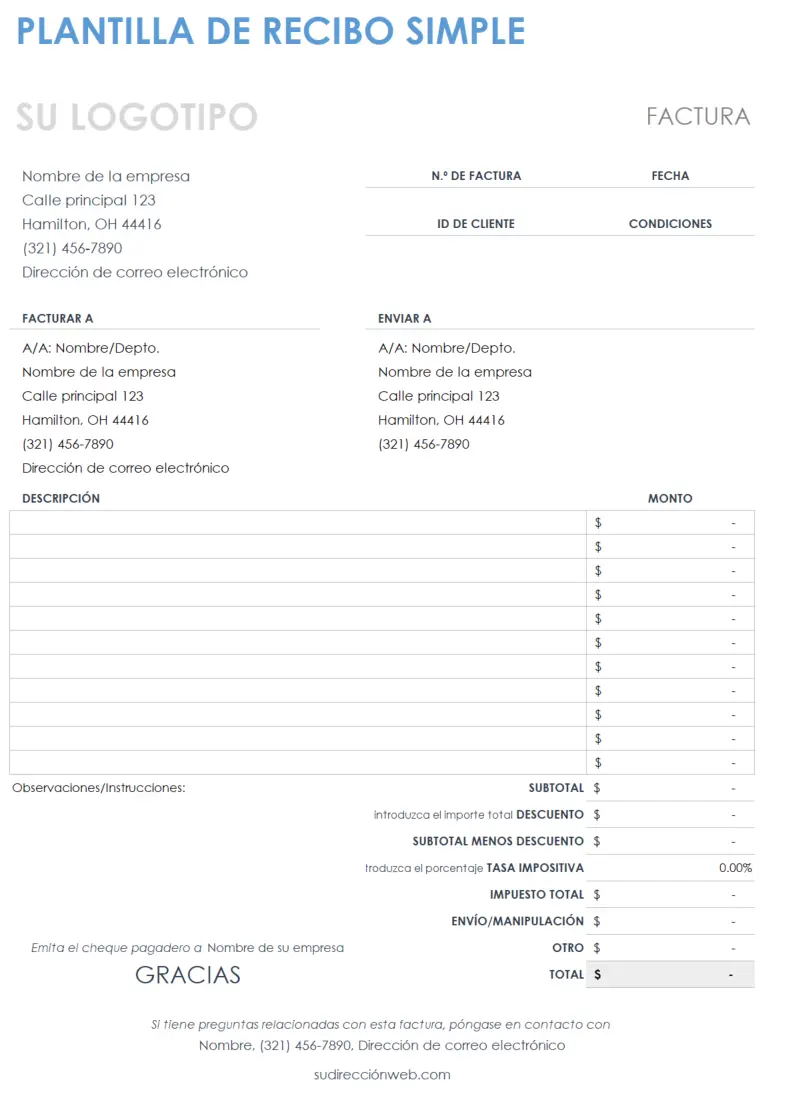 PLANTILLA DE RECIBO SIMPLE
SU LOGOTIPO
FACTURA
Nombre de la empresa
Calle principal 123
Hamilton, OH 44416
(321) 456-7890
Dirección de correo electrónico
N.º DE FACTURA FECHA
ID DE CLIENTE CONDICIONES
FACTURAR A
A/A: Nombre/Depto.
Nombre de la empresa
Calle principal 123
Hamilton, OH 44416
(321) 456-7890
Dirección de correo electrónico
ENVIAR A
A/A: Nombre/Depto.
Nombre de la empresa
Calle principal 123
Hamilton, OH 44416
(321) 456-7890
DESCRIPCIÓN MONTO
$ -
$ -
$ -
$ -
$ -
$ -
$ -
$ -
$ -
$ -
$ -
Observaciones/Instrucciones:
SUBTOTAL $ -
introduzca el importe total DESCUENTO $ -
SUBTOTAL MENOS DESCUENTO $ -
troduzca el porcentaje TASA IMPOSITIVA 0.00%
IMPUESTO TOTAL $ -
ENVÍO/MANIPULACIÓN $ -
Emita el cheque pagadero a Nombre de su empresa
OTRO $ -
GRACIAS
TOTAL $ -
Si tiene preguntas relacionadas con esta factura, póngase en contacto con
Nombre, (321) 456-7890, Dirección de correo electrónico
sudirecciónweb.com